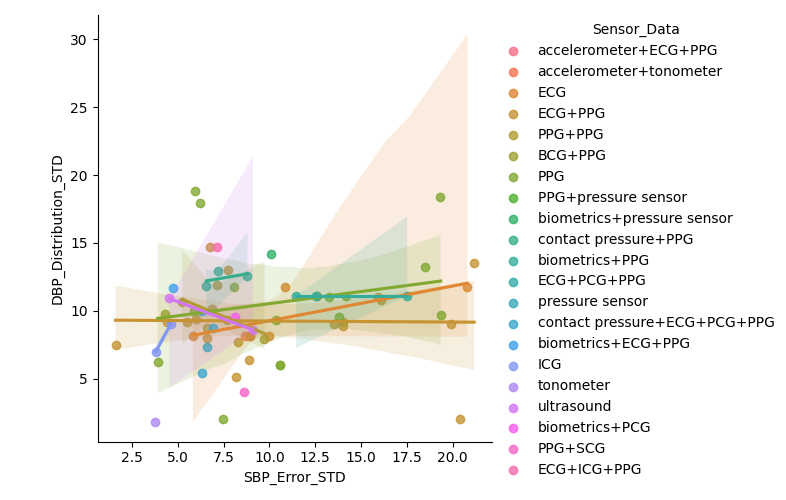 Sensor_Data
accelerometer+ECG+PPG
accelerometer+tonometer
ECG
ECG+PPG
PPG+PPG
BCG+PPG
PPG
PPG+pressure sensor
biometrics+pressure sensor
contact pressure+PPG
biometrics+PPG
ECG+PCG+PPG
pressure sensor
contact pressure+ECG+PCG+PPG
biometrics+ECG+PPG
ICG
tonometer
ultrasound
biometrics+PCG
PPG+SCG
ECG+ICG+PPG
DBP_Distribution_STD
30
25
20
15
10
5
2.5 5.0 7.5 10.0 12.5 15.0 17.5 20.0
SBP_Error_STD